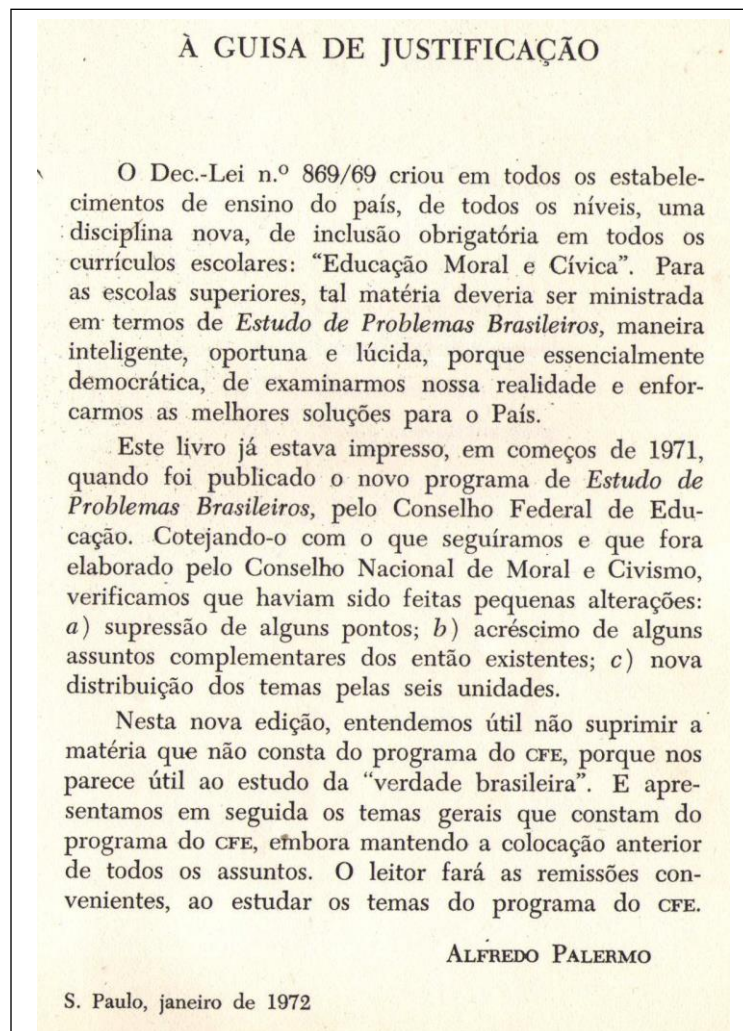 À GUISA DE JUSTIFICAÇÃO
O Dec.-Lei n.º 869/69 criou em todos os estabele-
cimentos de ensino do país, de todos os níveis, uma
disciplina nova, de inclusão obrigatória em todos os
currículos escolares: “Educação Moral e Cívica”. Para
as escolas superiores, tal matéria deveria ser ministrada
em termos de Estudo de Problemas Brasileiros, maneira
inteligente, oportuna e lúcida, porque essencialmente
democrática, de examinarmos nossa realidade e enfor-
carmos as melhores soluções para o País.
Este livro já estava impresso, em começos de 1971,
quando foi publicado o novo programa de Estudo de
Problemas Brasileiros, pelo Conselho Federal de Edu-
cação. Cotejando-o com o que seguíramos e que fora
elaborado pelo Conselho Nacional de Moral e Civismo,
verificamos que haviam sido feitas pequenas alterações:
a) supressão de alguns pontos; b) acréscimo de alguns
assuntos complementares dos então existentes; c) nova
distribuição dos temas pelas seis unidades.
Nesta nova edição, entendemos útil não suprimir a
matéria que não consta do programa do CFE, porque nos
parece útil ao estudo da “verdade brasileira”. E apre-
sentamos em seguida os temas gerais que constam do
programa do CFE, embora mantendo a colocação anterior
de todos os assuntos. O leitor fará as remissões con-
venientes, ao estudar os temas do programa do CFE.
ALFREDO PALERMO
S. Paulo, janeiro de 1972